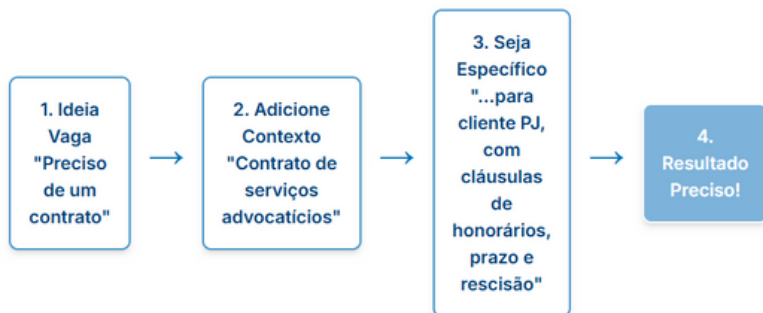 1. Ideia
Vaga
"Preciso
de um
contrato"
→
2. Adicione
Contexto
"Contrato de
serviços
advocatícios"
→
3. Seja
Específico
"...para
cliente PJ,
com
cláusulas
de
honorários,
prazo e
rescisão"
→
4.
Resultado
Preciso!